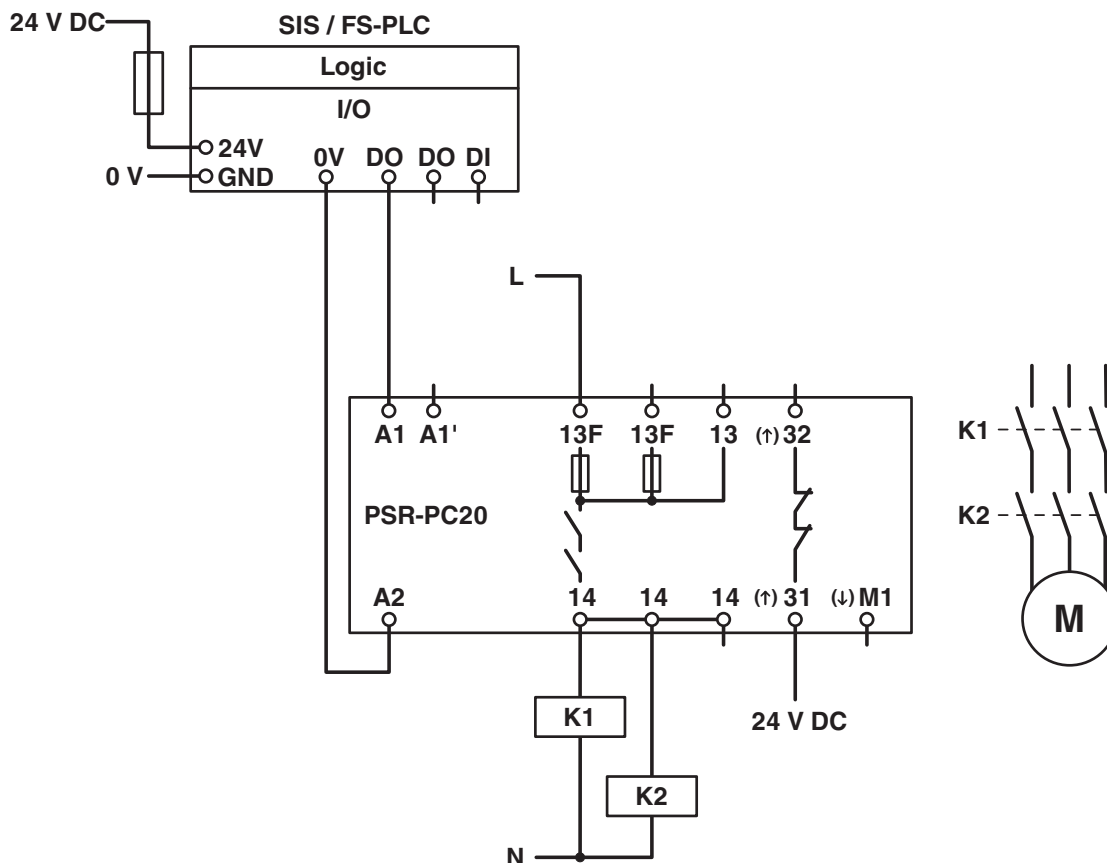 24 V DC
SIS / FS-PLC
Logic
I/O
24V
0V DO DO DI
0 V
GND
L
A1 A1' 13F 13F 13 (↑) 32
K1
PSR-PC20
K2
A2 14 14 14 (↑) 31 (↓) M1
M
K1
24 V DC
K2
N